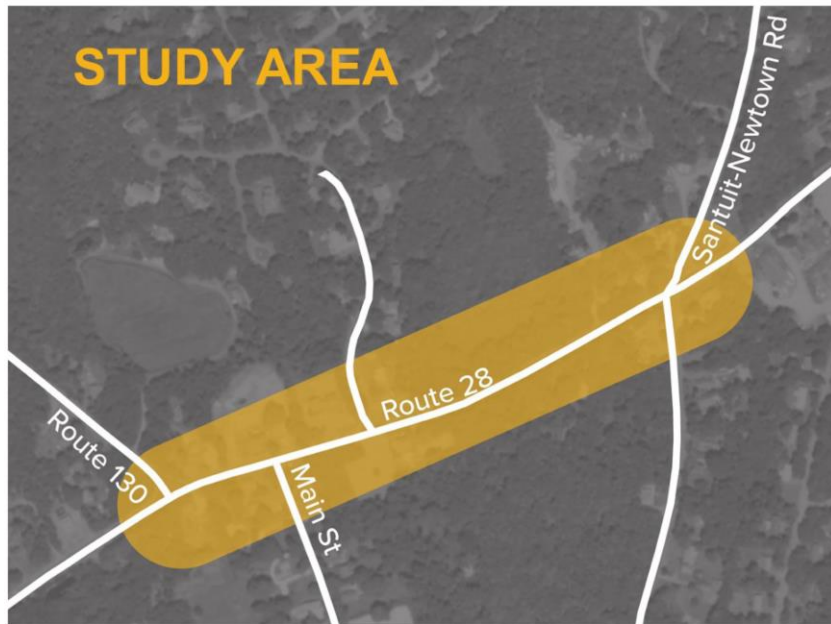 STUDY AREA
Santuit-Newtown Rd
Route 28
Route 130
Main St